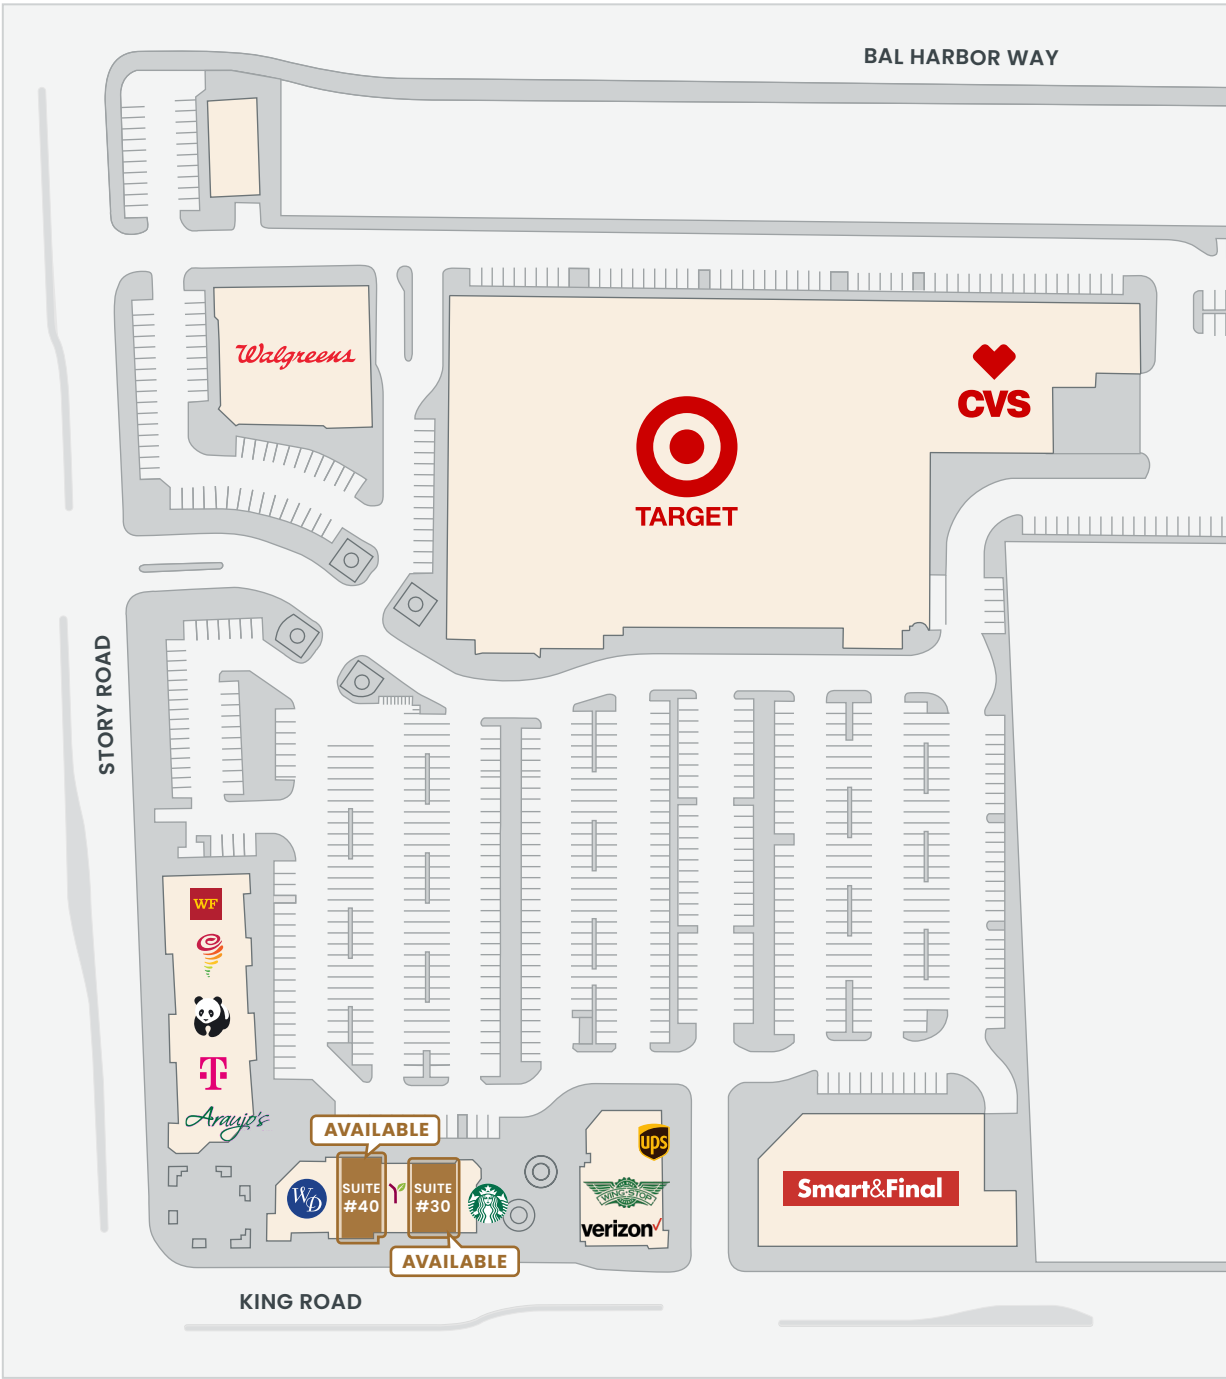 BAL HARBOR WAY
Walgreens
CVS
TARGET
STORY ROAD
WF
T
Araujo's
AVAILABLE
ups
WD
SUITE
#40
SUITE
#30
WING·STOP
verizon
Smart&Final
AVAILABLE
KING ROAD